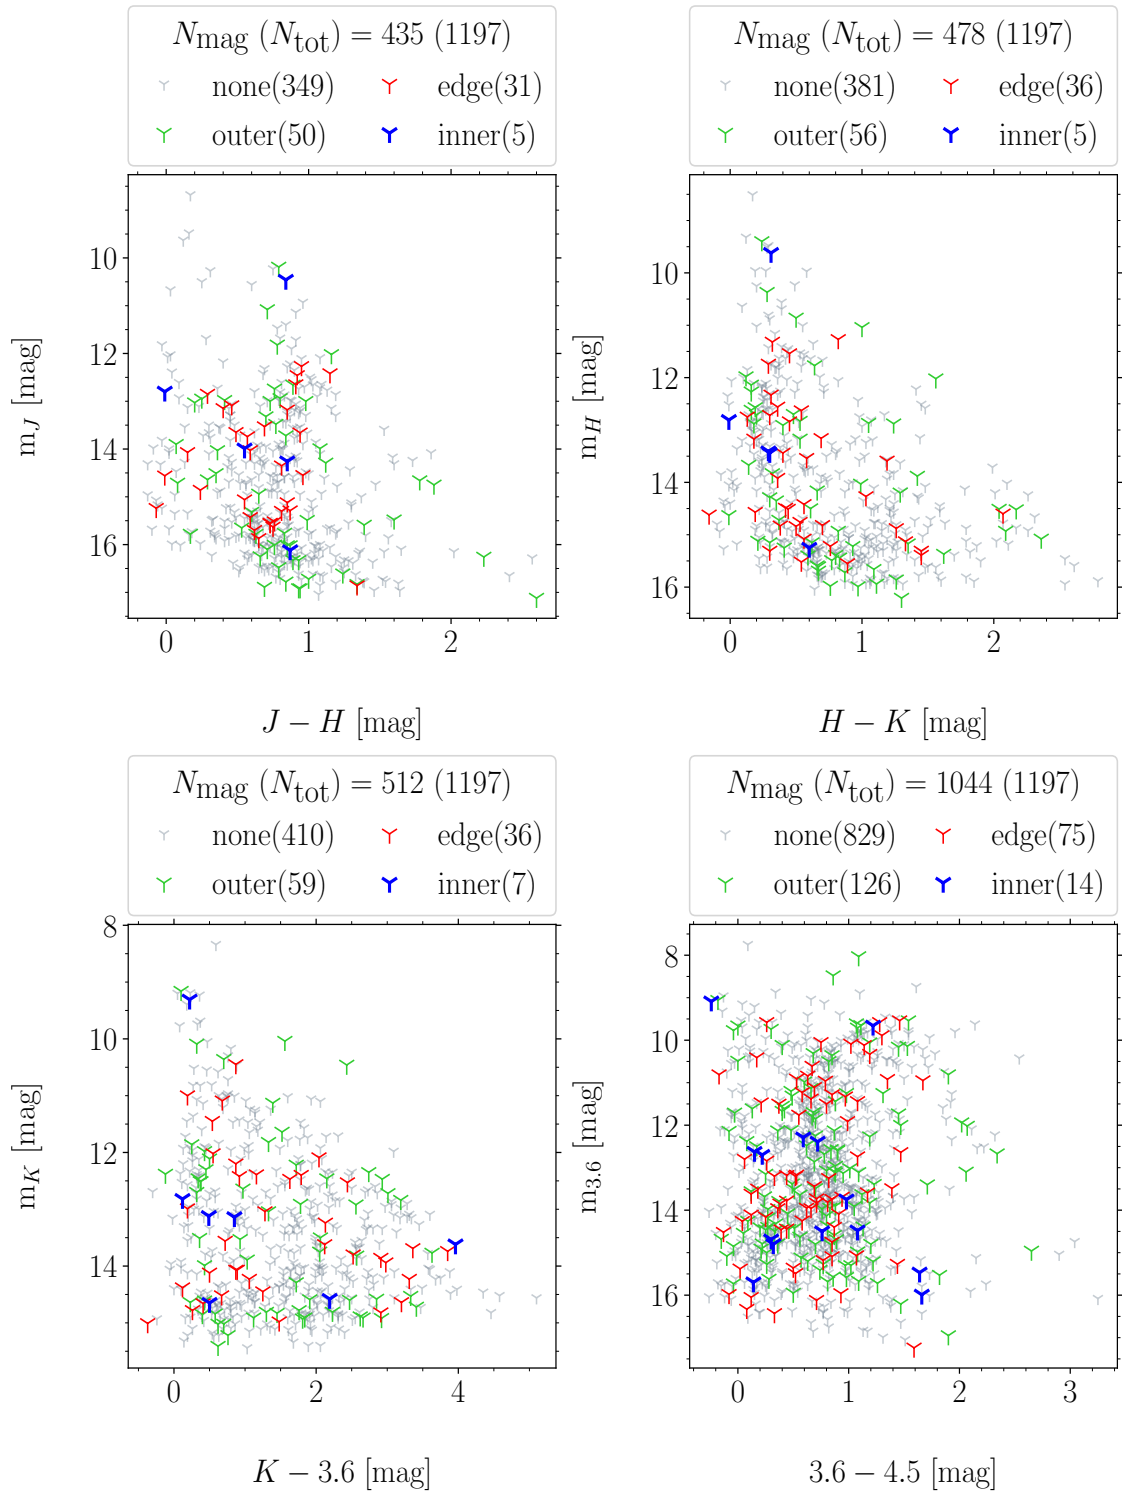 N_mag (N_tot) = 435 (1197)
none(349) edge(31)
outer(50) inner(5)
10
12
14
16
m_J [mag]
0 1 2
J − H [mag]
N_mag (N_tot) = 478 (1197)
none(381) edge(36)
outer(56) inner(5)
10
12
14
16
m_H [mag]
0 1 2
H − K [mag]
N_mag (N_tot) = 512 (1197)
none(410) edge(36)
outer(59) inner(7)
8
10
12
14
m_K [mag]
0 2 4
K − 3.6 [mag]
N_mag (N_tot) = 1044 (1197)
none(829) edge(75)
outer(126) inner(14)
8
10
12
14
16
m_3.6 [mag]
0 1 2 3
3.6 − 4.5 [mag]